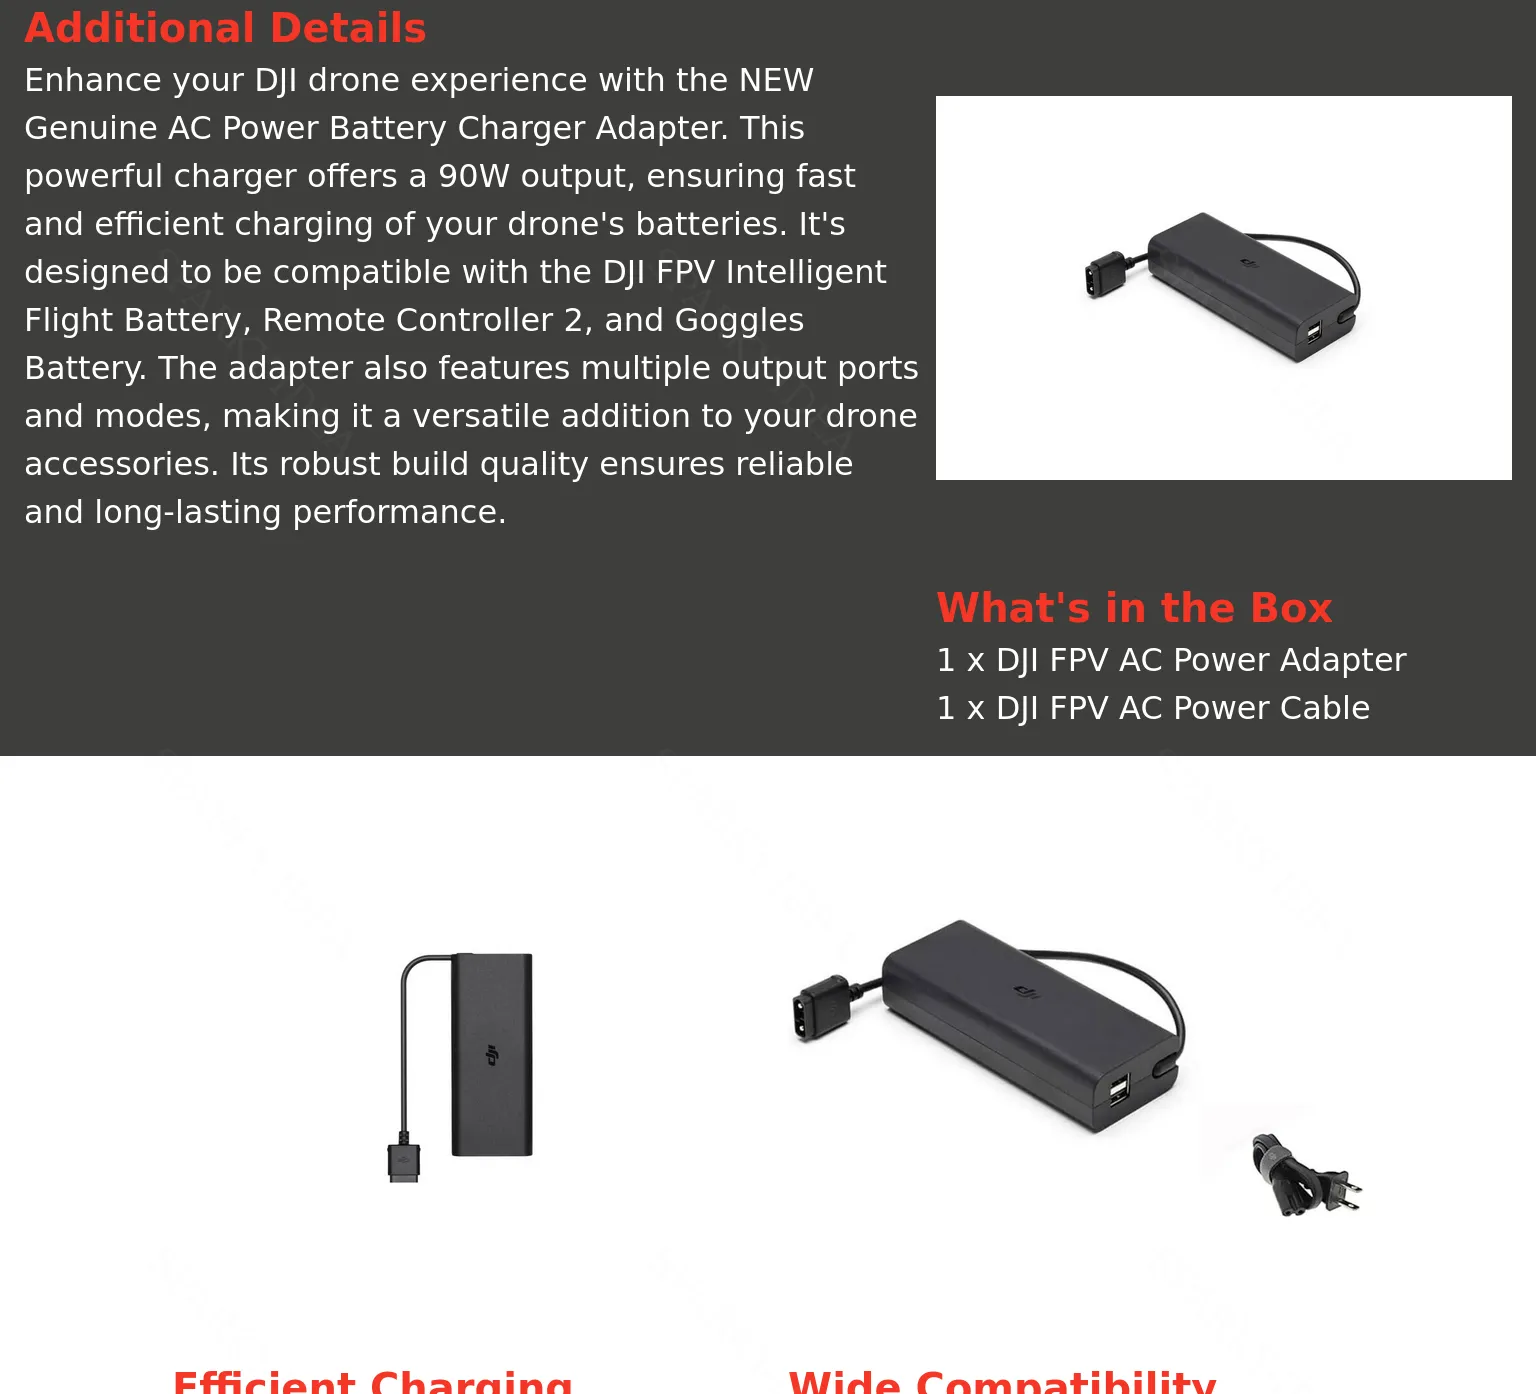 Additional Details
Enhance your DJI drone experience with the NEW
Genuine AC Power Battery Charger Adapter. This
powerful charger offers a 90W output, ensuring fast
and efficient charging of your drone's batteries. It's
designed to be compatible with the DJI FPV Intelligent
Flight Battery, Remote Controller 2, and Goggles
Battery. The adapter also features multiple output ports
and modes, making it a versatile addition to your drone
accessories. Its robust build quality ensures reliable
and long-lasting performance.
dji
What's in the Box
1 x DJI FPV AC Power Adapter
1 x DJI FPV AC Power Cable
dji
dji
Efficient Charging
Wide Compatibility